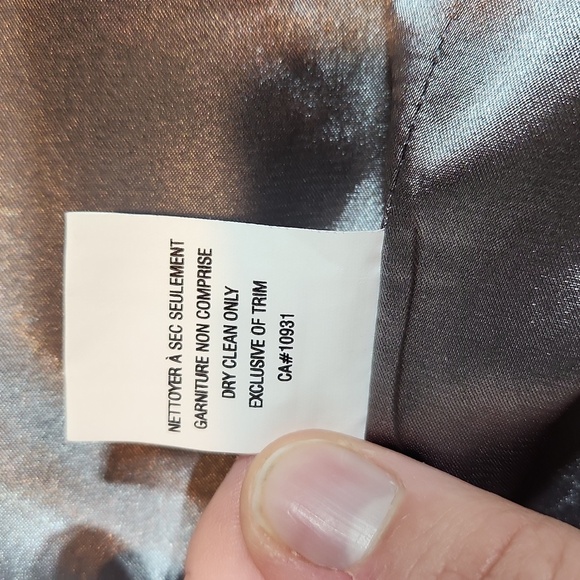 NETTOYER À SEC SEULEMENT
GARNITURE NON COMPRISE
DRY CLEAN ONLY
EXCLUSIVE OF TRIM
CA#10931